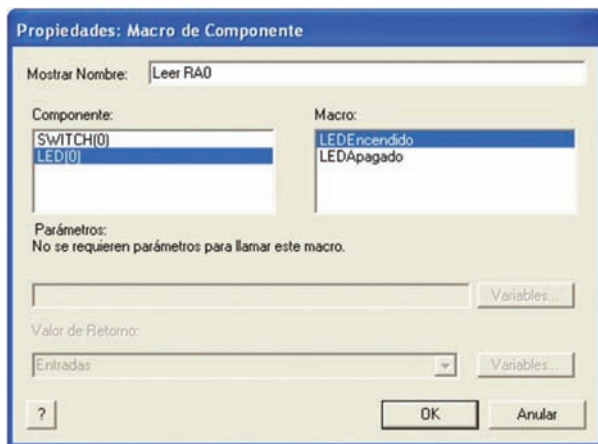 Propiedades: Macro de Componente
Mostrar Nombre: Leer RA0
Componente: Macro:
SWITCH(0) LEDEncendido
LED(0) LEDApagado
Parámetros:
No se requieren parámetros para llamar este macro.
Variables...
Valor de Retorno:
Entradas Variables...
? OK Anular